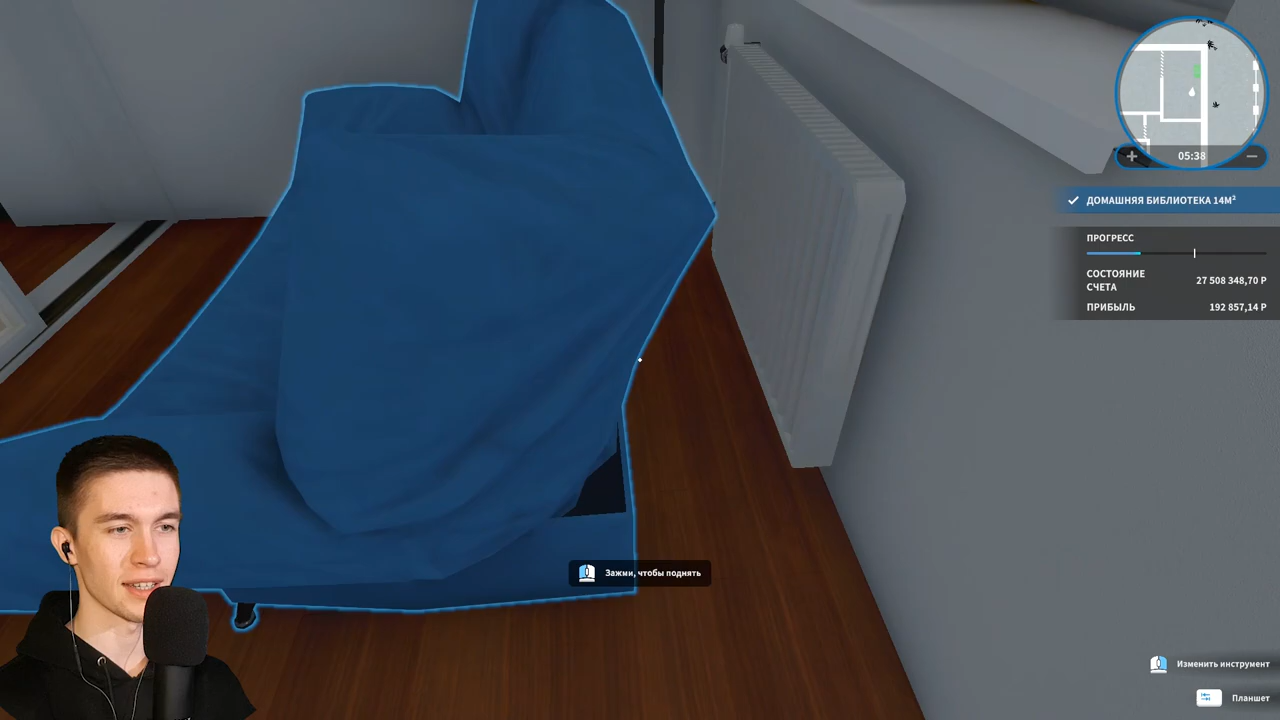 05:38
ДОМАШНЯЯ БИБЛИОТЕКА 14М²
ПРОГРЕСС
СОСТОЯНИЕ СЧЕТА 27 508 348,70 Р
ПРИБЫЛЬ 192 857,14 Р
Зажми, чтобы поднять
Изменить инструмент
Планшет